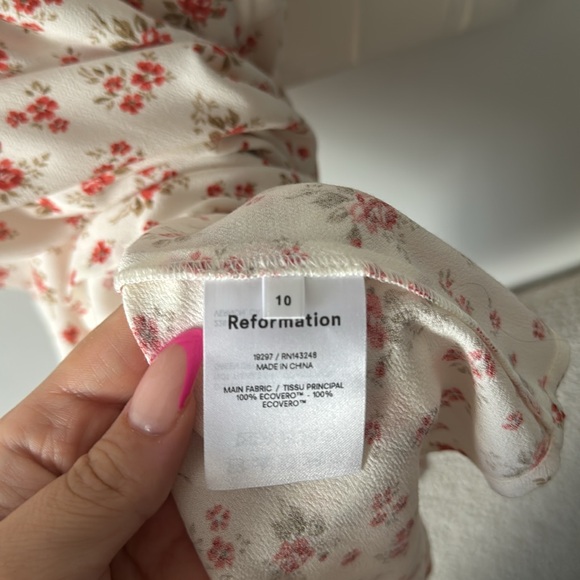 10
Reformation
19297 / RN143248
MADE IN CHINA
MAIN FABRIC / TISSU PRINCIPAL
100% ECOVERO™ - 100%
ECOVERO™